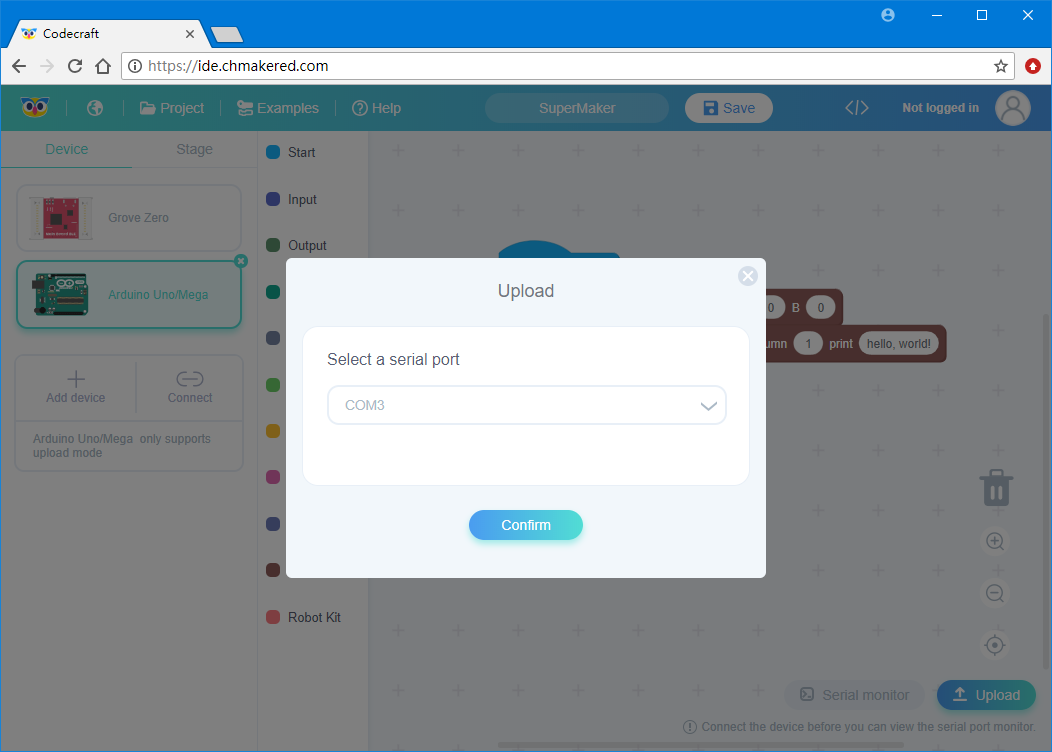 Codecraft
https://ide.chmakered.com
Project
Examples
Help
SuperMaker
Save
Not logged in
Device
Stage
Grove Zero
Arduino Uno/Mega
Add device
Connect
Arduino Uno/Mega only supports
upload mode
Start
Input
Output
Robot Kit
0 B 0
1 print hello, world!
Upload
Select a serial port
COM3
Confirm
Serial monitor
Upload
Connect the device before you can view the serial port monitor.